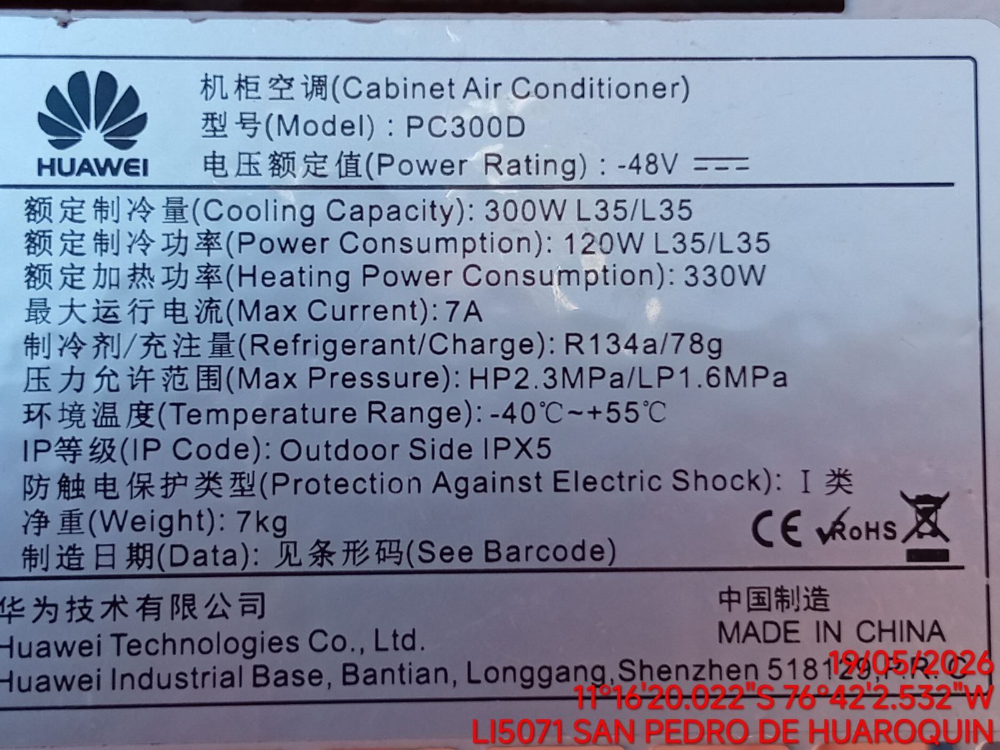 HUAWEI
机柜空调(Cabinet Air Conditioner)
型号(Model) : PC300D
电压额定值(Power Rating) : -48V
额定制冷量(Cooling Capacity): 300W L35/L35
额定制冷功率(Power Consumption): 120W L35/L35
额定加热功率(Heating Power Consumption): 330W
最大运行电流(Max Current): 7A
制冷剂/充注量(Refrigerant/Charge): R134a/78g
压力允许范围(Max Pressure): HP2.3MPa/LP1.6MPa
环境温度(Temperature Range): -40℃~+55℃
IP等级(IP Code): Outdoor Side IPX5
防触电保护类型(Protection Against Electric Shock): I 类
净重(Weight): 7kg
制造日期(Data): 见条形码(See Barcode)
CE RoHS
华为技术有限公司
Huawei Technologies Co., Ltd.
Huawei Industrial Base, Bantian, Longgang,Shenzhen 518129,P.R. C
中国制造
MADE IN CHINA
19/05/2026
11°16'20.022"S 76°42'2.532"W
LI5071 SAN PEDRO DE HUAROQUIN